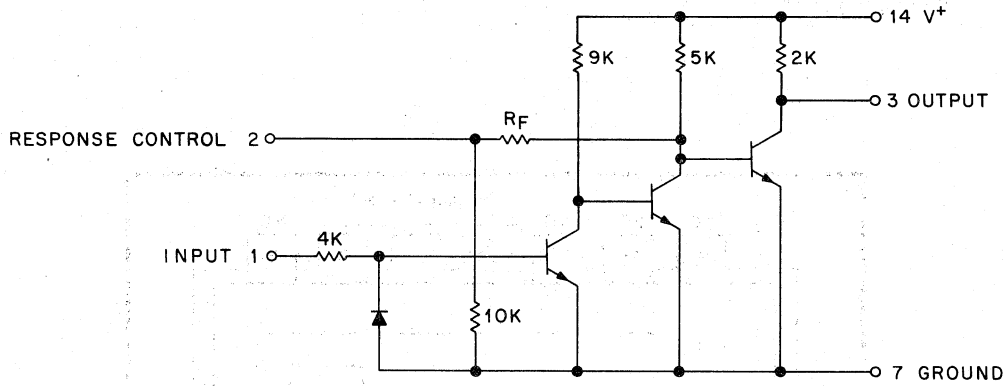 14 V+
9K
5K
2K
3 OUTPUT
RF
RESPONSE CONTROL 2
4K
INPUT 1
10K
7 GROUND